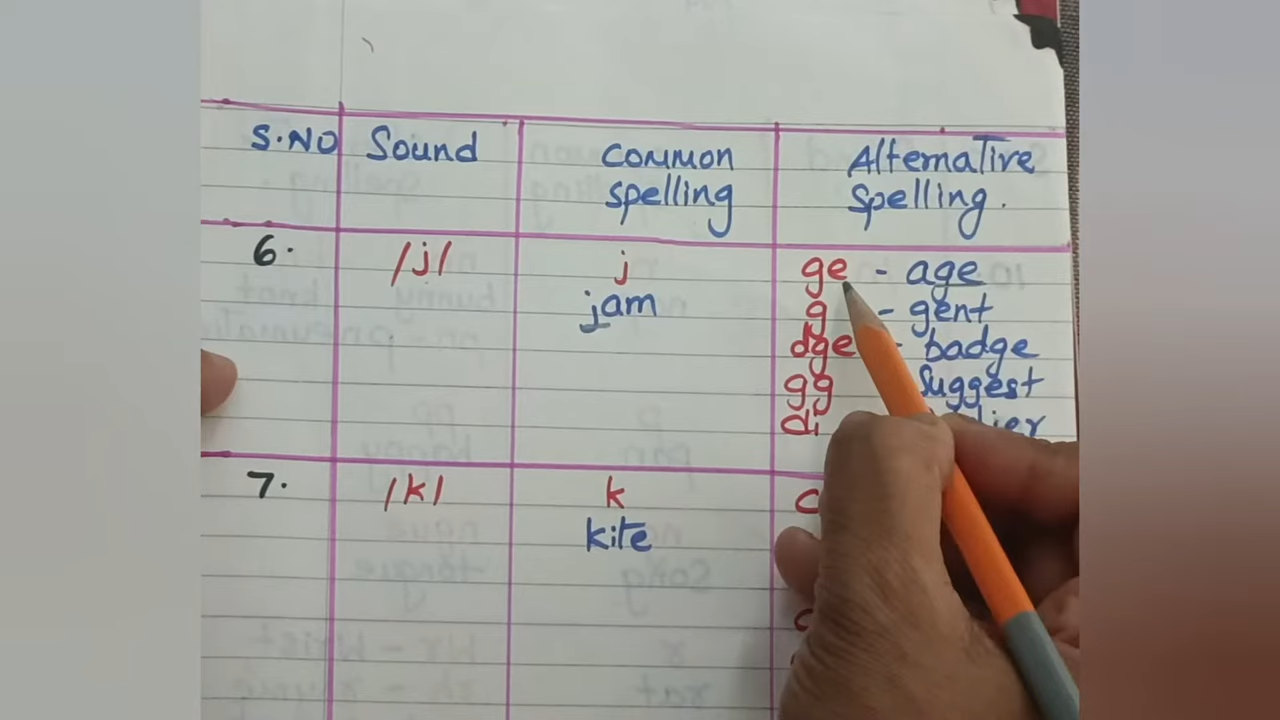 S.NO Sound Common spelling Alternative spelling.
6. /j/ j ge - age
jam g - gent
dge - badge
gg suggest
di
7. /k/ k c
kite